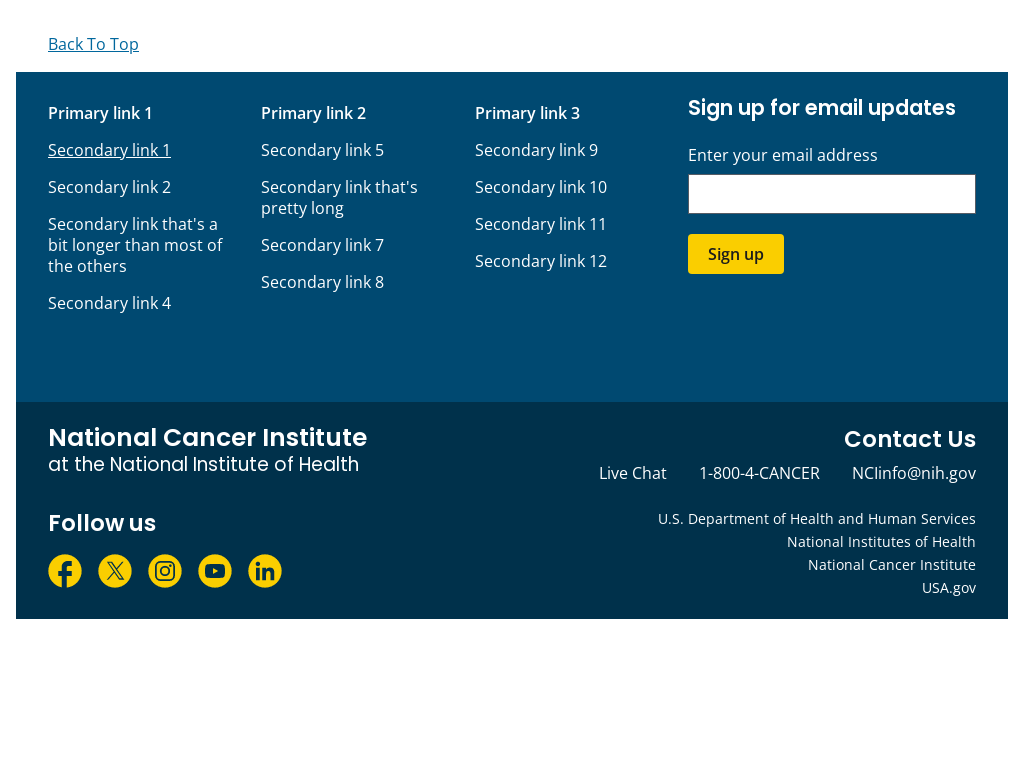 Back To Top
Primary link 1
Secondary link 1
Secondary link 2
Secondary link that's a
bit longer than most of
the others
Secondary link 4
Primary link 2
Secondary link 5
Secondary link that's
pretty long
Secondary link 7
Secondary link 8
Primary link 3
Secondary link 9
Secondary link 10
Secondary link 11
Secondary link 12
Sign up for email updates
Enter your email address
Sign up
National Cancer Institute
at the National Institute of Health
Follow us
Contact Us
Live Chat 1-800-4-CANCER NCIinfo@nih.gov
U.S. Department of Health and Human Services
National Institutes of Health
National Cancer Institute
USA.gov